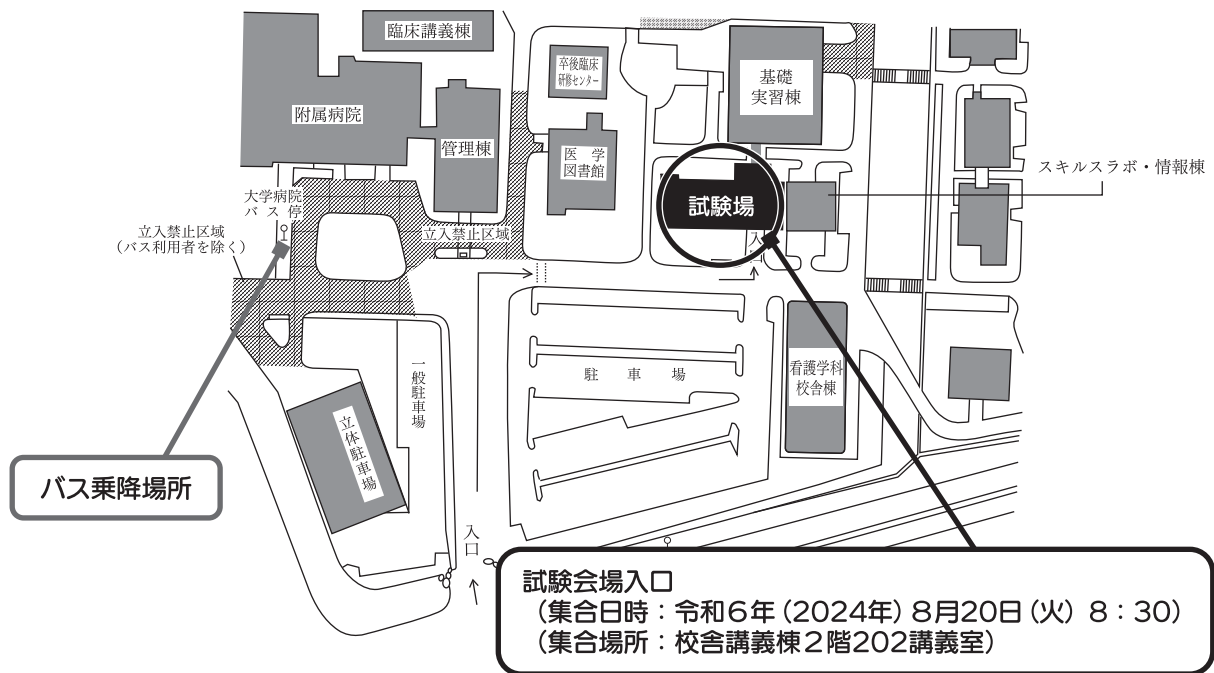 臨床講義棟
附属病院
管理棟
卒後臨床
研修センター
医学
図書館
基礎
実習棟
スキルスラボ・情報棟
大学病院
バス停
立入禁止区域
(バス利用者を除く)
立入禁止区域
試験場
入口
一般駐車場
駐車場
看護学科
校舎棟
立体駐車場
バス乗降場所
入口
試験会場入口
(集合日時：令和6年(2024年)8月20日(火) 8：30)
(集合場所：校舎講義棟2階202講義室)